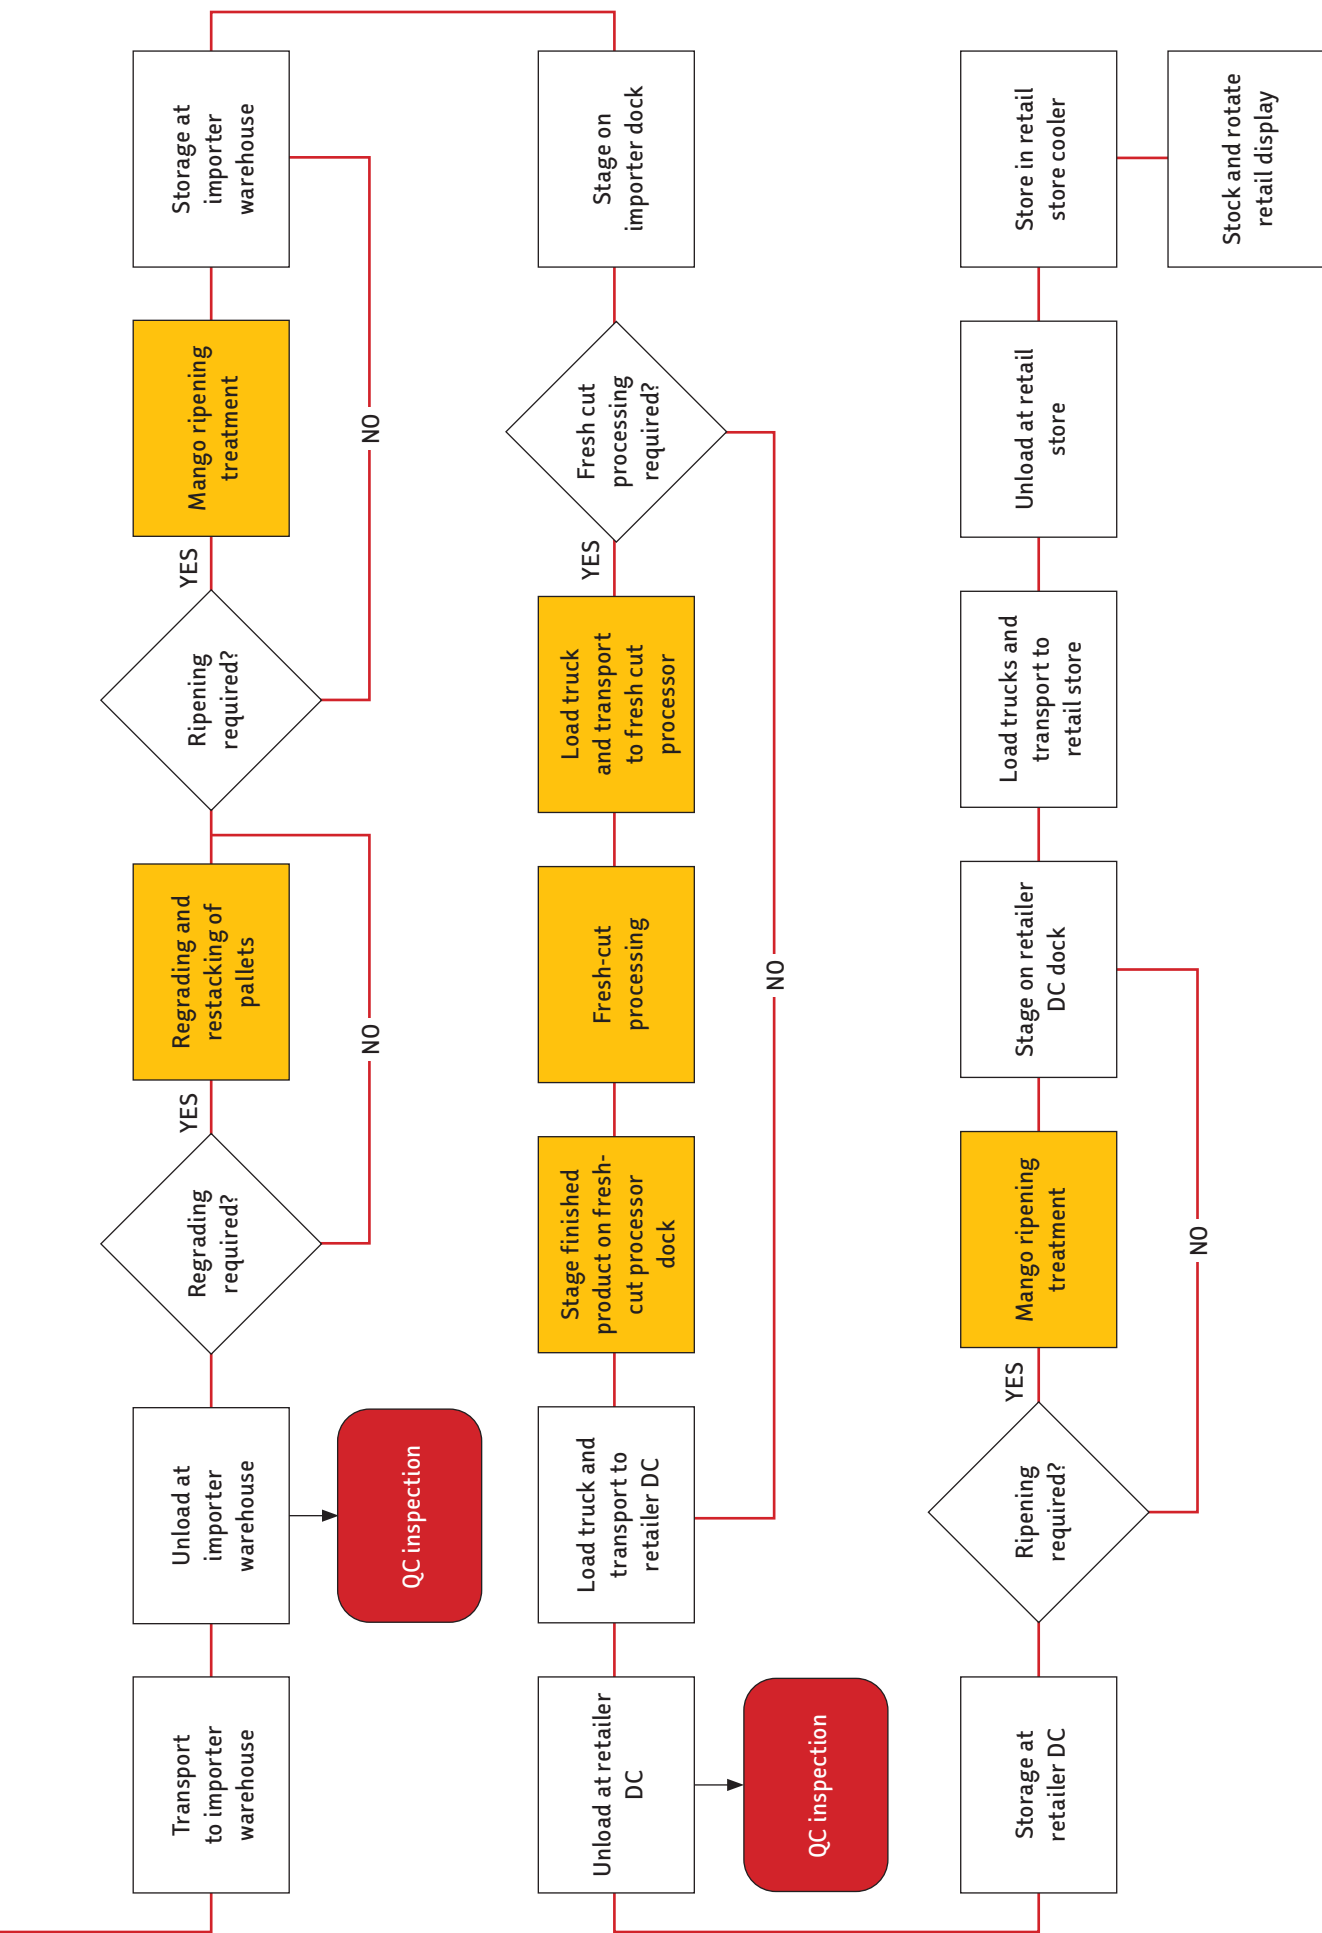 Transport
to importer
warehouse
Unload at
importer
warehouse
QC inspection
Regrading
required?
YES
NO
Regrading and
restacking of
pallets
Ripening
required?
YES
NO
Mango ripening
treatment
Storage at
importer
warehouse
Stage on
importer dock
Fresh cut
processing
required?
YES
NO
Load truck
and transport
to fresh cut
processor
Fresh-cut
processing
Stage finished
product on fresh-
cut processor
dock
Load truck and
transport to
retailer DC
Unload at retailer
DC
QC inspection
Storage at
retailer DC
Ripening
required?
YES
NO
Mango ripening
treatment
Stage on retailer
DC dock
Load trucks and
transport to
retail store
Unload at retail
store
Store in retail
store cooler
Stock and rotate
retail display